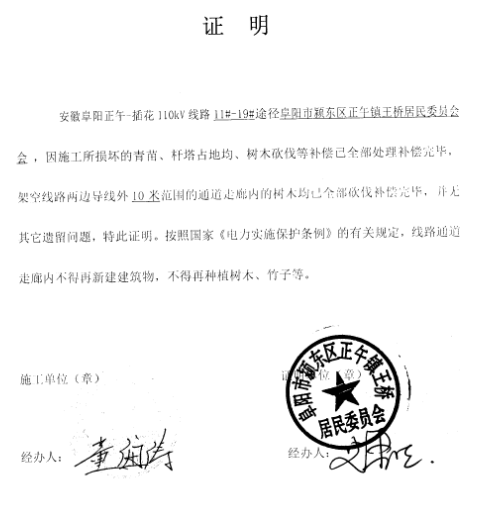 证 明
安徽阜阳正午-插花 110kV 线路 11#-19#途径阜阳市颍东区正午镇王桥居民委员会
会 ，因施工所损坏的青苗、杆塔占地均、树木砍伐等补偿已全部处理补偿完毕，
架空线路两边导线外 10 米范围的通道走廊内的树木均已全部砍伐补偿完毕，并无
其它遗留问题，特此证明。按照国家《电力实施保护条例》的有关规定，线路通道
走廊内不得再新建建筑物，不得再种植树木、竹子等。
阜阳市颍东区正午镇王桥
居民委员会
施工单位（章）
证 单位（章）
经办人：
经办人：